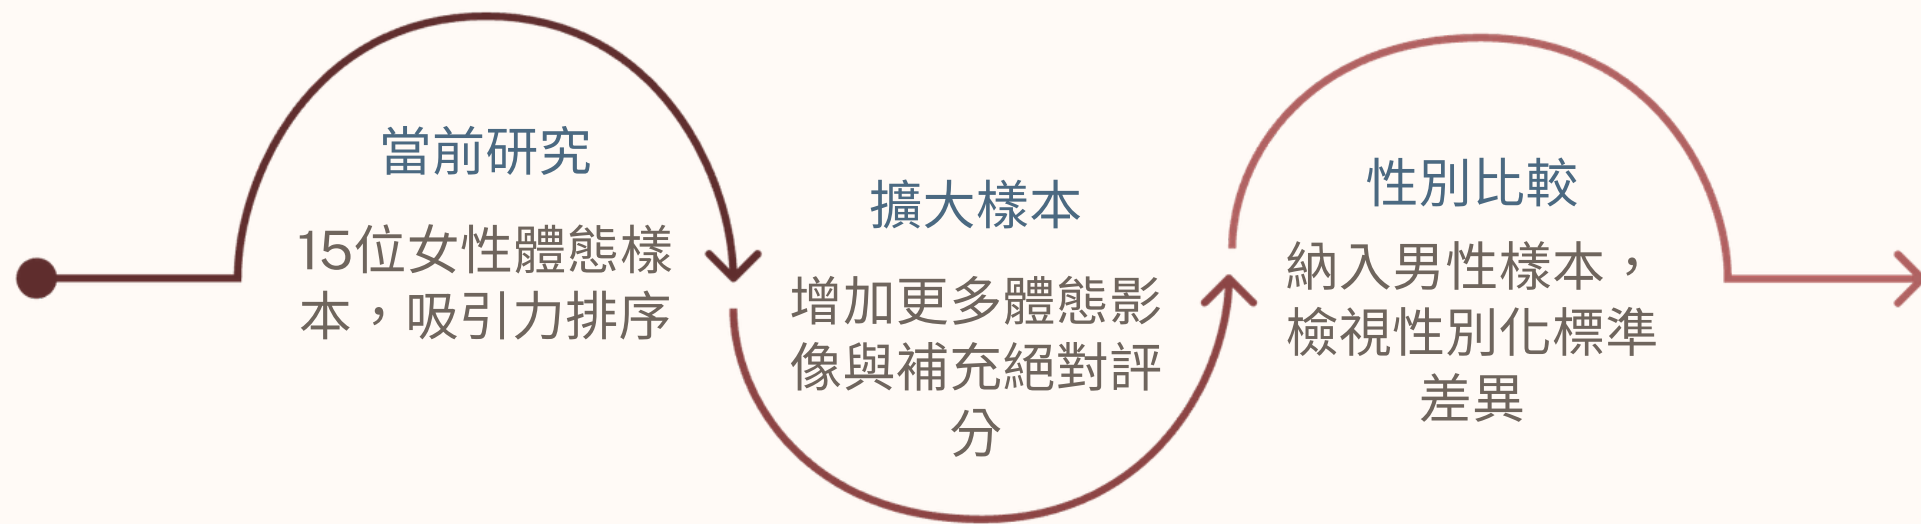 當前研究
15位女性體態樣
本，吸引力排序
擴大樣本
增加更多體態影
像與補充絕對評
分
性別比較
納入男性樣本，
檢視性別化標準
差異